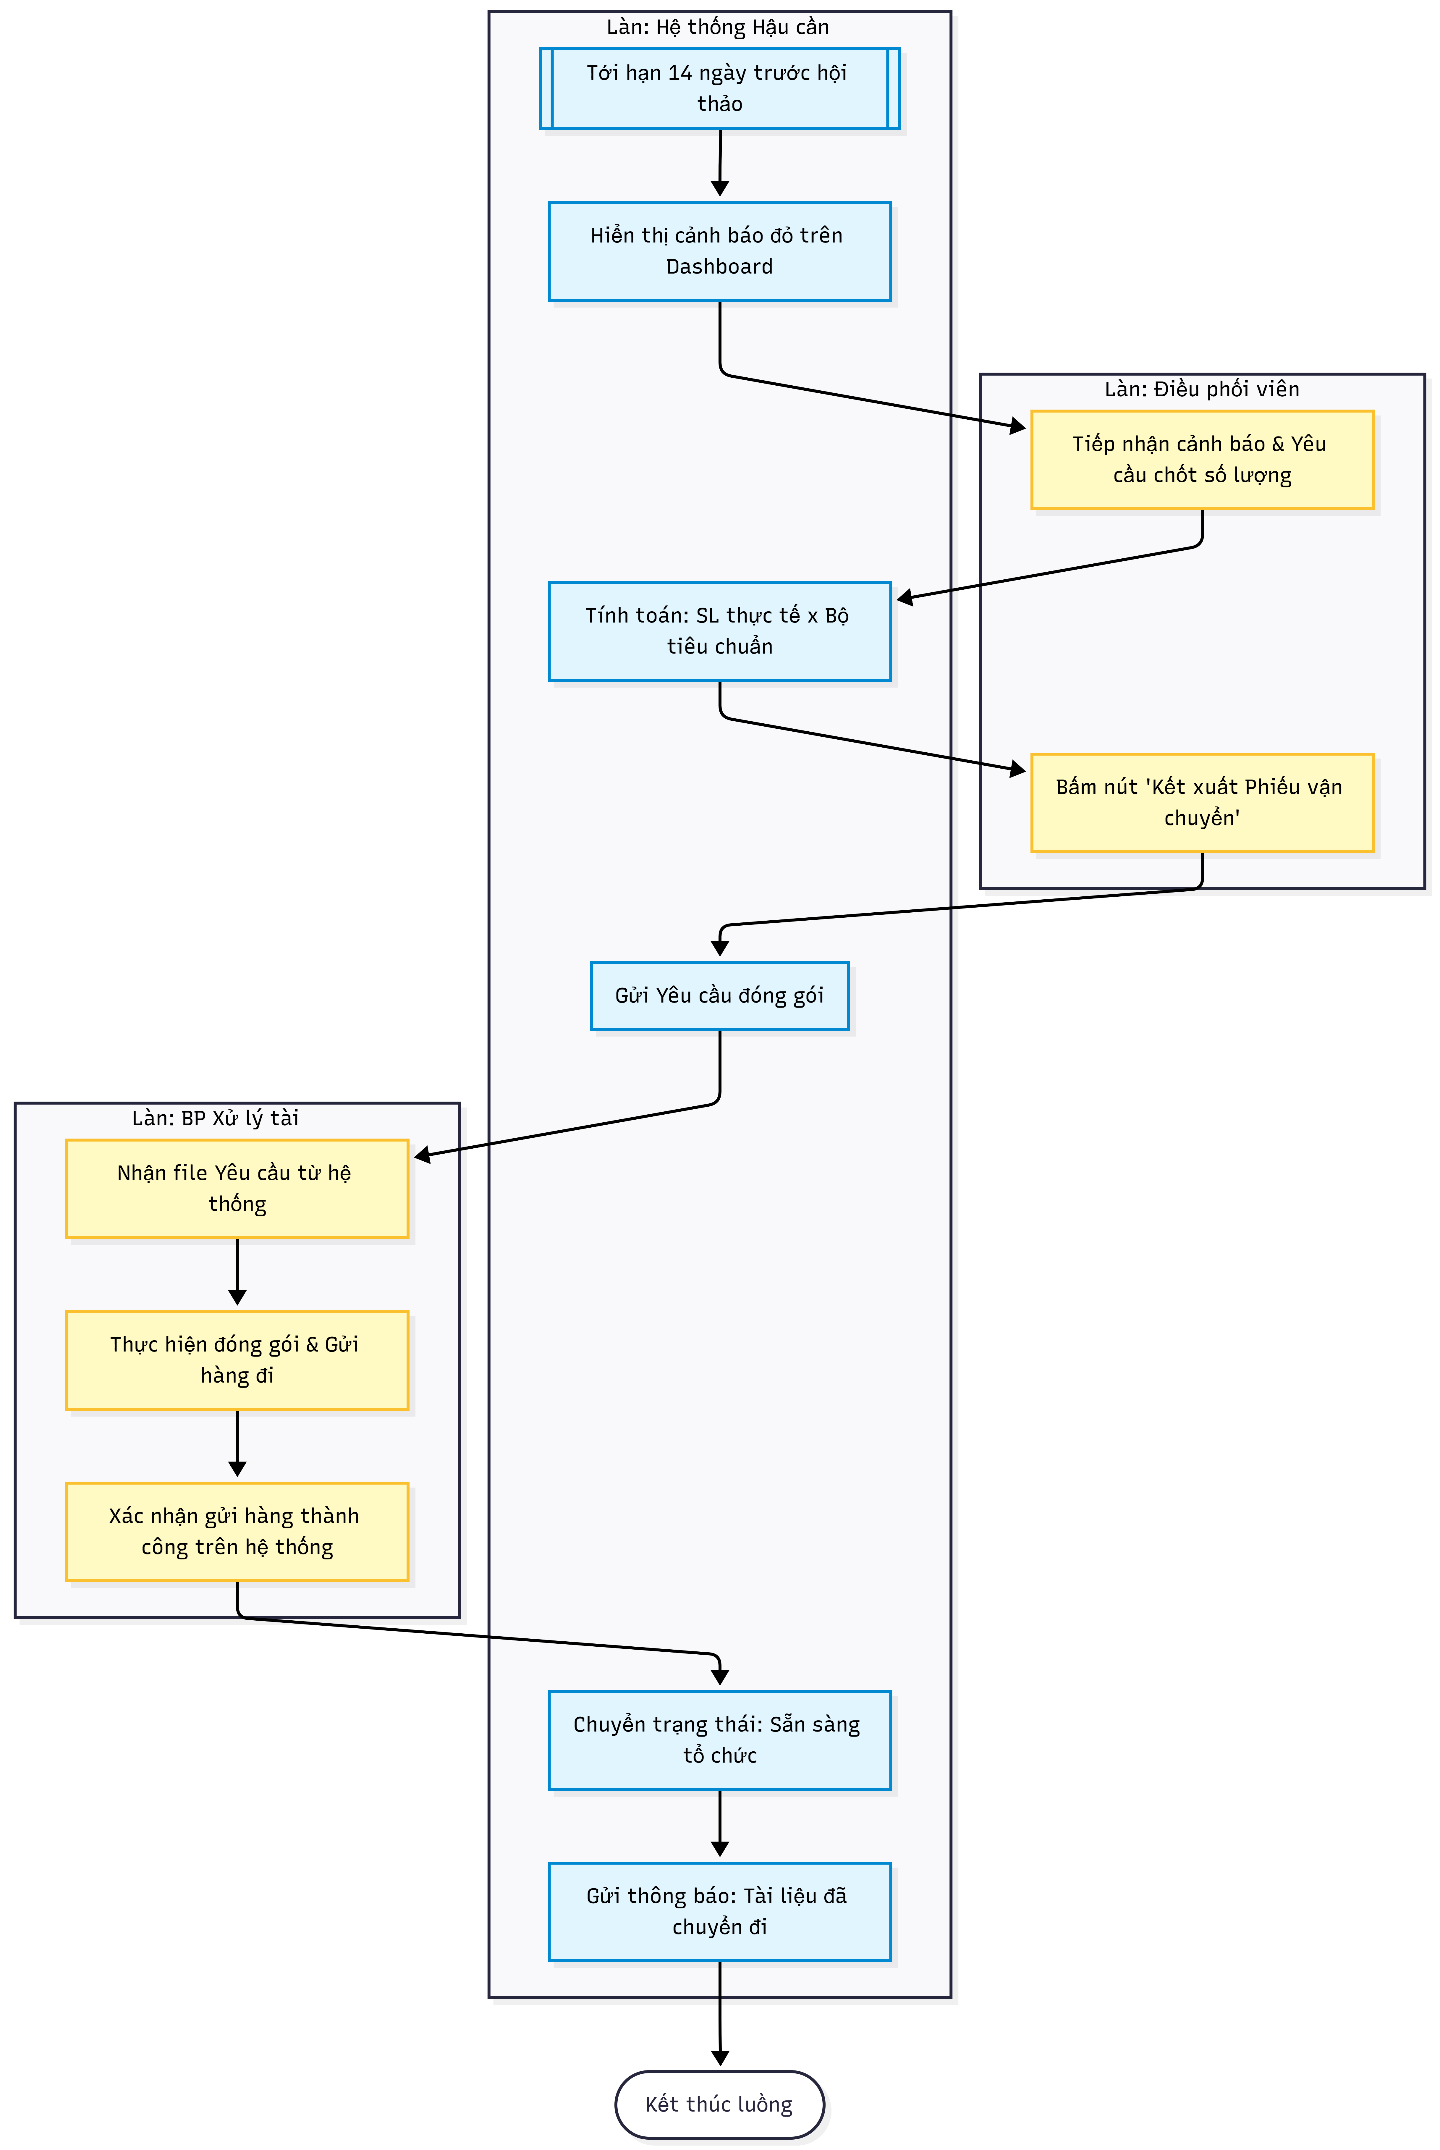 Làn: Hệ thống Hậu cần
Tới hạn 14 ngày trước hội
thảo
Hiển thị cảnh báo đỏ trên
Dashboard
Làn: Điều phối viên
Tiếp nhận cảnh báo & Yêu
cầu chốt số lượng
Tính toán: SL thực tế x Bộ
tiêu chuẩn
Bấm nút 'Kết xuất Phiếu vận
chuyển'
Gửi Yêu cầu đóng gói
Làn: BP Xử lý tài
Nhận file Yêu cầu từ hệ
thống
Thực hiện đóng gói & Gửi
hàng đi
Xác nhận gửi hàng thành
công trên hệ thống
Chuyển trạng thái: Sẵn sàng
tổ chức
Gửi thông báo: Tài liệu đã
chuyển đi
Kết thúc luồng